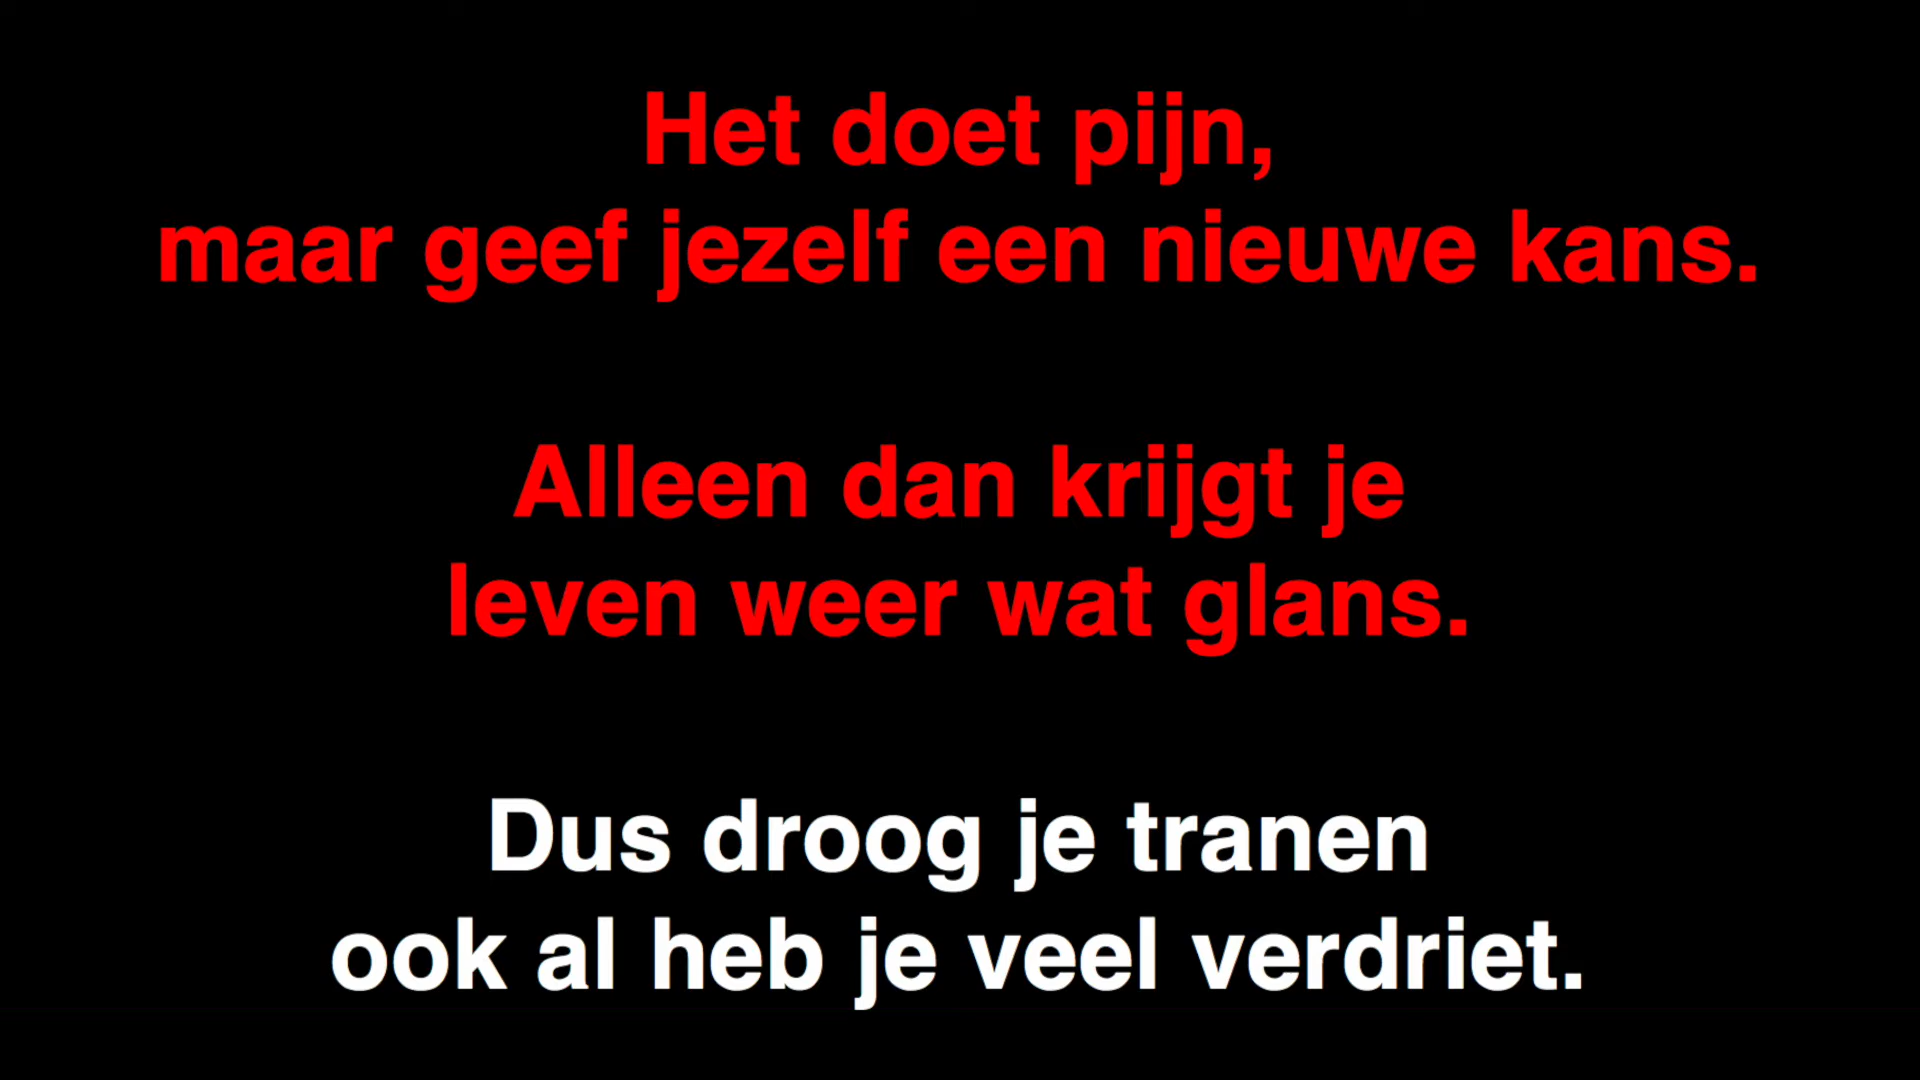 Het doet pijn,
maar geef jezelf een nieuwe kans.
Alleen dan krijgt je
leven weer wat glans.
Dus droog je tranen
ook al heb je veel verdriet.